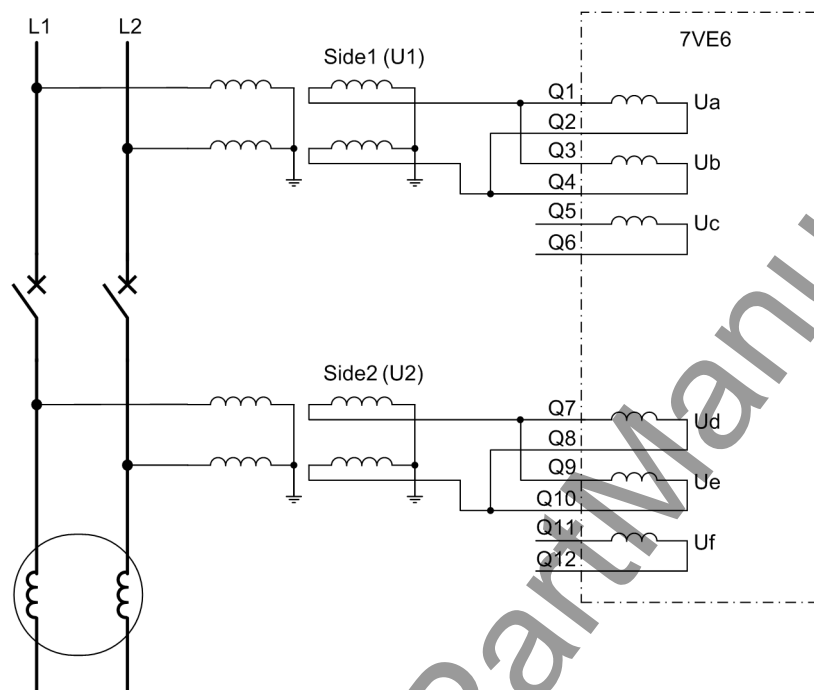 L1 L2
Side1 (U1)
7VE6
Q1
Ua
Q2
Q3
Ub
Q4
Q5
Uc
Q6
Side2 (U2)
Q7
Ud
Q8
Q9
Ue
Q10
Q11
Uf
Q12
PartManu